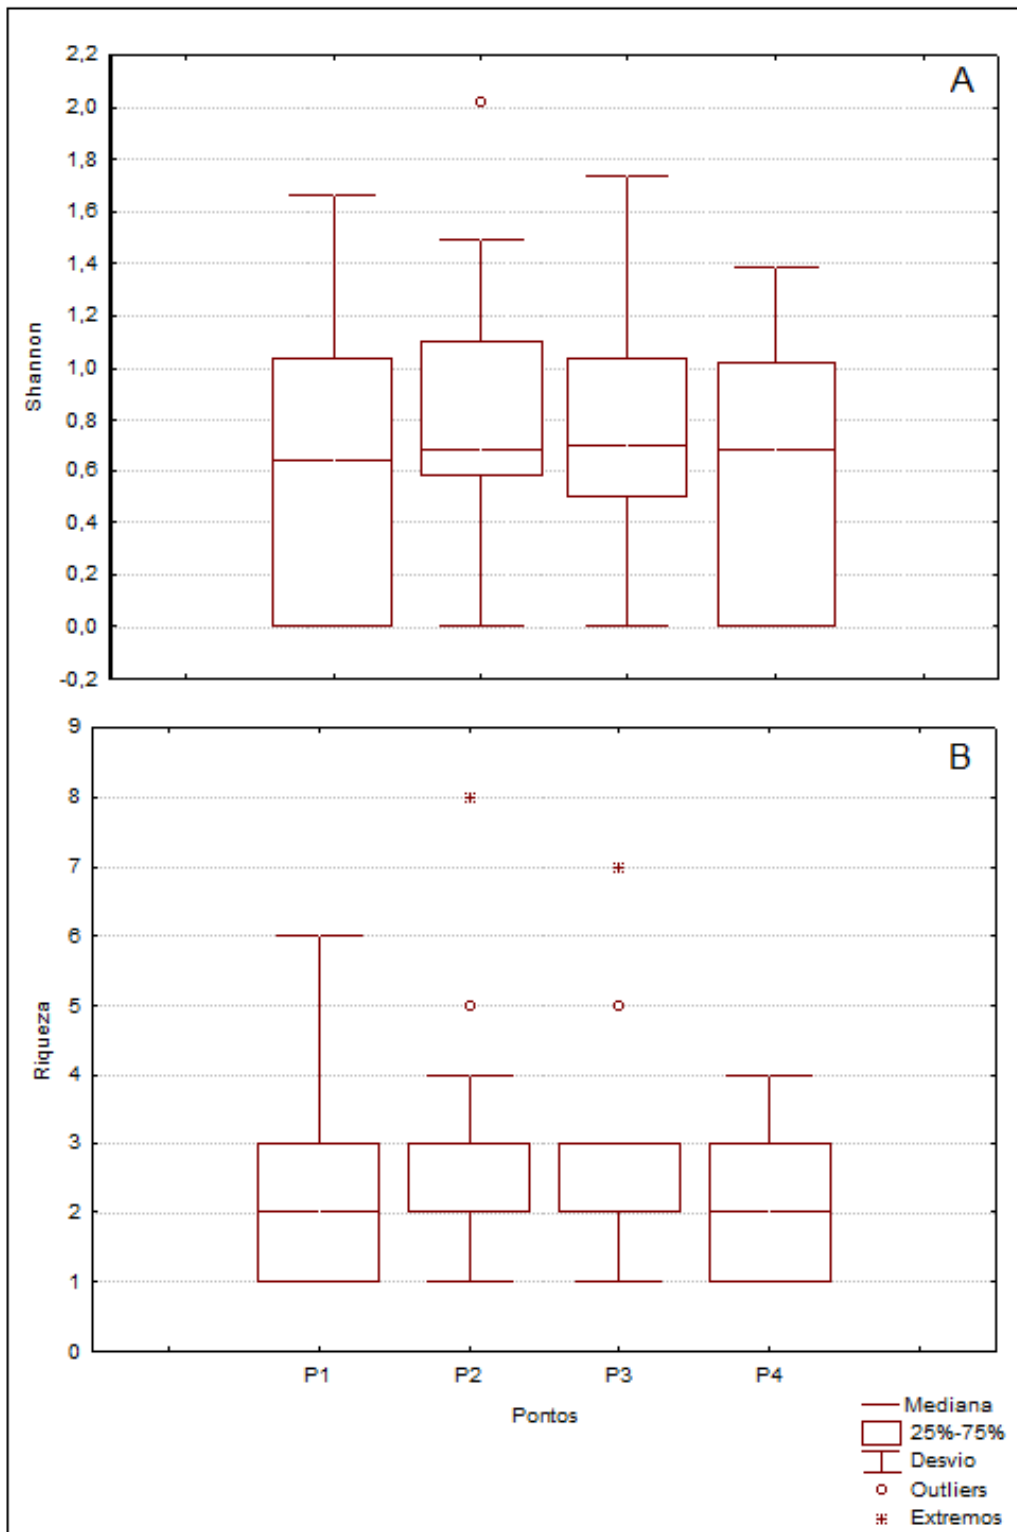 A
2,2
2,0
1,8
1,6
1,4
1,2
1,0
0,8
0,6
0,4
0,2
0,0
-0,2
Shannon
B
9
8
7
6
5
4
3
2
1
0
Riqueza
P1 P2 P3 P4
Pontos
Mediana
25%-75%
Desvio
Outliers
Extremos